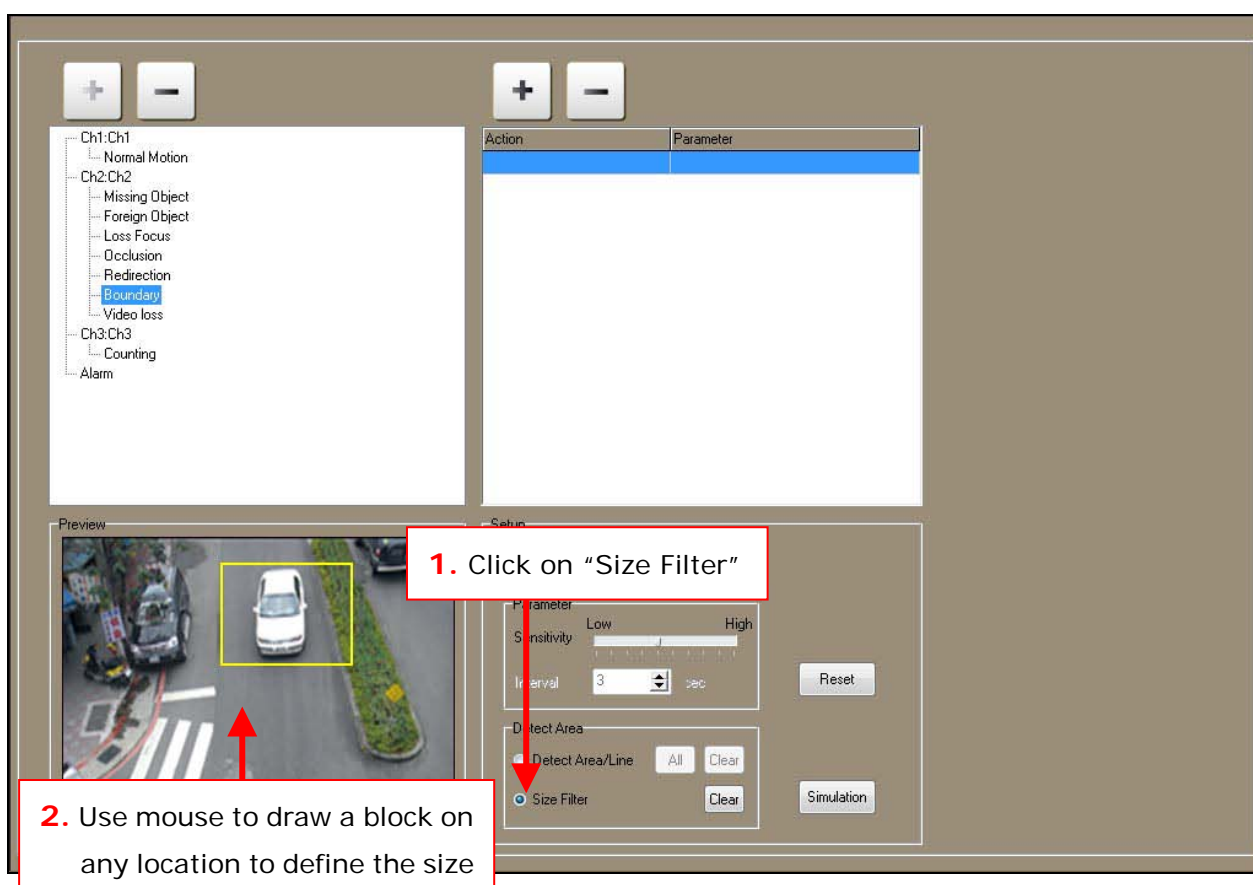 Ch1:Ch1
Normal Motion
Ch2:Ch2
Missing Object
Foreign Object
Loss Focus
Occlusion
Redirection
Boundary
Video loss
Ch3:Ch3
Counting
Alarm
Action Parameter
Preview
Setup
1. Click on “Size Filter”
Parameter
Low High
Sensitivity
Interval 3 sec
Reset
Detect Area
Detect Area/Line All Clear
Size Filter Clear
Simulation
2. Use mouse to draw a block on
any location to define the size